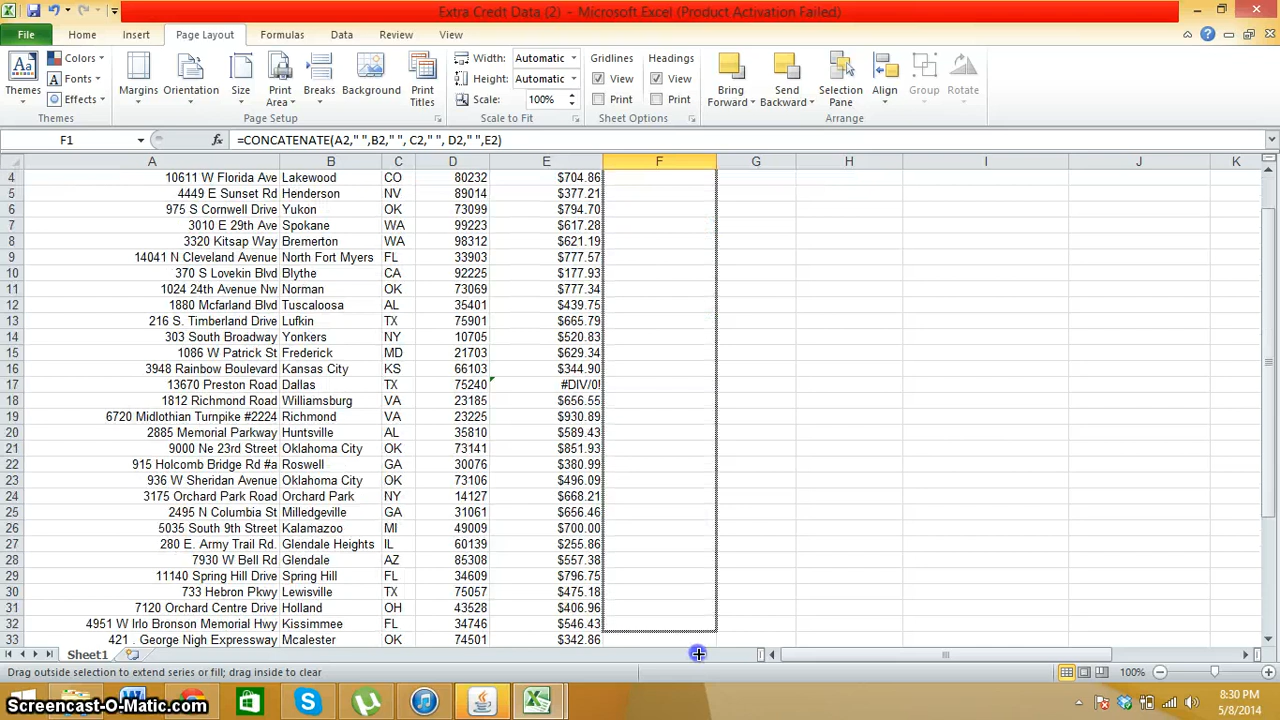 Extra Credt Data (2) - Microsoft Excel (Product Activation Failed)
File Home Insert Page Layout Formulas Data Review View
Themes Colors Fonts Effects Themes
Margins Orientation Size Print Area Breaks Background Print Titles Page Setup
Width: Automatic Height: Automatic Scale: 100% Scale to Fit
Gridlines View Print Headings View Print Sheet Options
Bring Forward Send Backward Selection Pane Align Group Rotate Arrange
F1 fx =CONCATENATE(A2," ",B2," ", C2," ", D2," ",E2)
A B C D E F G H I J K
4 10611 W Florida Ave Lakewood CO 80232 $704.86
5 4449 E Sunset Rd Henderson NV 89014 $377.21
6 975 S Cornwell Drive Yukon OK 73099 $794.70
7 3010 E 29th Ave Spokane WA 99223 $617.28
8 3320 Kitsap Way Bremerton WA 98312 $621.19
9 14041 N Cleveland Avenue North Fort Myers FL 33903 $777.57
10 370 S Lovekin Blvd Blythe CA 92225 $177.93
11 1024 24th Avenue Nw Norman OK 73069 $777.34
12 1880 Mcfarland Blvd Tuscaloosa AL 35401 $439.75
13 216 S. Timberland Drive Lufkin TX 75901 $665.79
14 303 South Broadway Yonkers NY 10705 $520.83
15 1086 W Patrick St Frederick MD 21703 $629.34
16 3948 Rainbow Boulevard Kansas City KS 66103 $344.90
17 13670 Preston Road Dallas TX 75240 #DIV/0!
18 1812 Richmond Road Williamsburg VA 23185 $656.55
19 6720 Midlothian Turnpike #2224 Richmond VA 23225 $930.89
20 2885 Memorial Parkway Huntsville AL 35810 $589.43
21 9000 Ne 23rd Street Oklahoma City OK 73141 $851.93
22 915 Holcomb Bridge Rd #a Roswell GA 30076 $380.99
23 936 W Sheridan Avenue Oklahoma City OK 73106 $496.09
24 3175 Orchard Park Road Orchard Park NY 14127 $668.21
25 2495 N Columbia St Milledgeville GA 31061 $656.46
26 5035 South 9th Street Kalamazoo MI 49009 $700.00
27 280 E. Army Trail Rd. Glendale Heights IL 60139 $255.86
28 7930 W Bell Rd Glendale AZ 85308 $557.38
29 11140 Spring Hill Drive Spring Hill FL 34609 $796.75
30 733 Hebron Pkwy Lewisville TX 75057 $475.18
31 7120 Orchard Centre Drive Holland OH 43528 $406.96
32 4951 W Irlo Bronson Memorial Hwy Kissimmee FL 34746 $546.43
33 421 . George Nigh Expressway Mcalester OK 74501 $342.86
Sheet1
Drag outside selection to extend series or fill; drag inside to clear 100%
Screencast-O-Matic.com
8:30 PM
5/8/2014